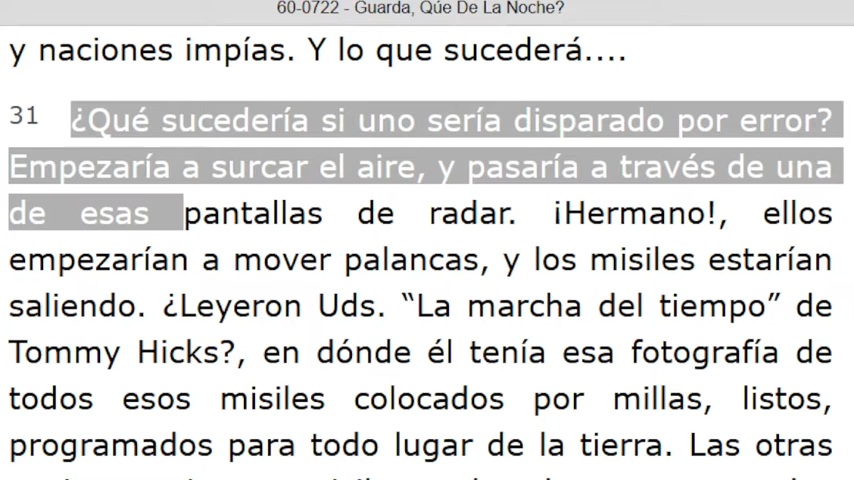 60-0722 - Guarda, Qúe De La Noche?
y naciones impías. Y lo que sucederá....
31 ¿Qué sucedería si uno sería disparado por error?
Empezaría a surcar el aire, y pasaría a través de una
de esas pantallas de radar. ¡Hermano!, ellos
empezarían a mover palancas, y los misiles estarían
saliendo. ¿Leyeron Uds. “La marcha del tiempo” de
Tommy Hicks?, en dónde él tenía esa fotografía de
todos esos misiles colocados por millas, listos,
programados para todo lugar de la tierra. Las otras